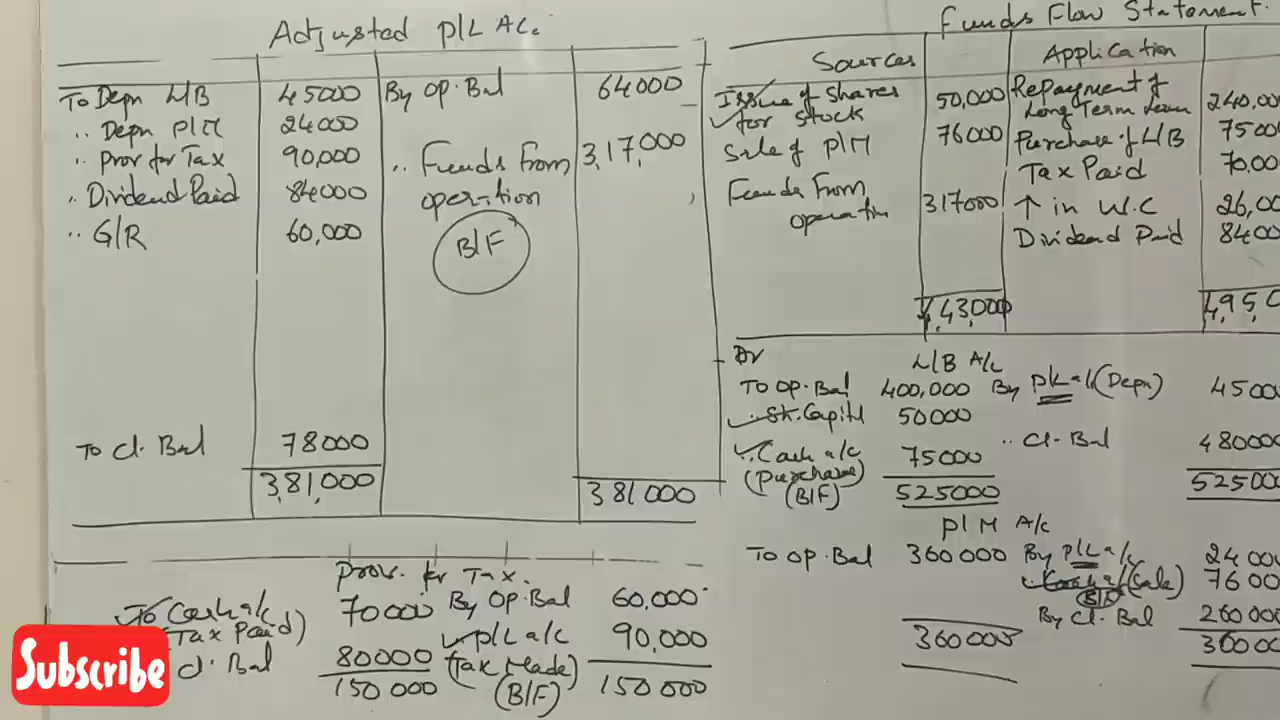 Adjusted P/L A/c.
To Depn L/B 45000 By Op. Bal 64000
.. Depn P/M 24000
.. Prov for Tax 90,000 .. Funds From 3,17,000
.. Dividend Paid 84000 operation
.. G/R 60,000 B/F
To Cl. Bal 78000
3,81,000 381000
Prov. for Tax.
To Cash a/c 70000 By Op. Bal 60,000
(Tax Paid) P/L a/c 90,000
Cl. Bal 80000 (Tax Made)
150000 (B/F) 150000
Subscribe
Funds Flow Statement.
Sources Application
Issue of Shares 50,000 Repayment of
for Stock Long Term Loan 240,00
Sale of P/M 76000 Purchase of L/B 7500
Tax Paid 70,00
Funds From 317000 ↑ in W.C 26,00
operation Dividend Paid 8400
4,43,000 4,95,0
Dr L/B A/c
To Op. Bal 400,000 By P/L a/c (Depn) 4500
.. Sh. Capital 50000
.. Cl. Bal 48000
.. Cash a/c 75000
(Purchase)
(B/F) 525000 52500
P/M A/c
To Op. Bal 360000 By P/L a/c 2400
Cash a/c (Sale) 7600
B/F
By Cl. Bal 26000
360000 36000